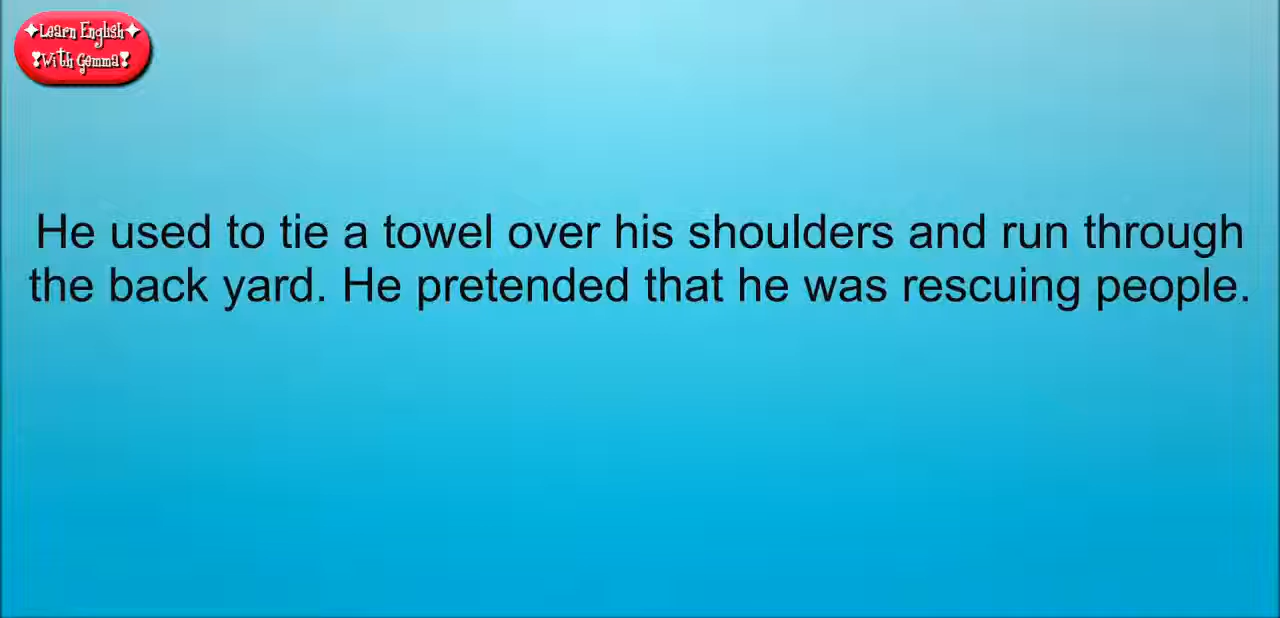 ✦Learn English✦
❣With Gemma❣
He used to tie a towel over his shoulders and run through
the back yard. He pretended that he was rescuing people.